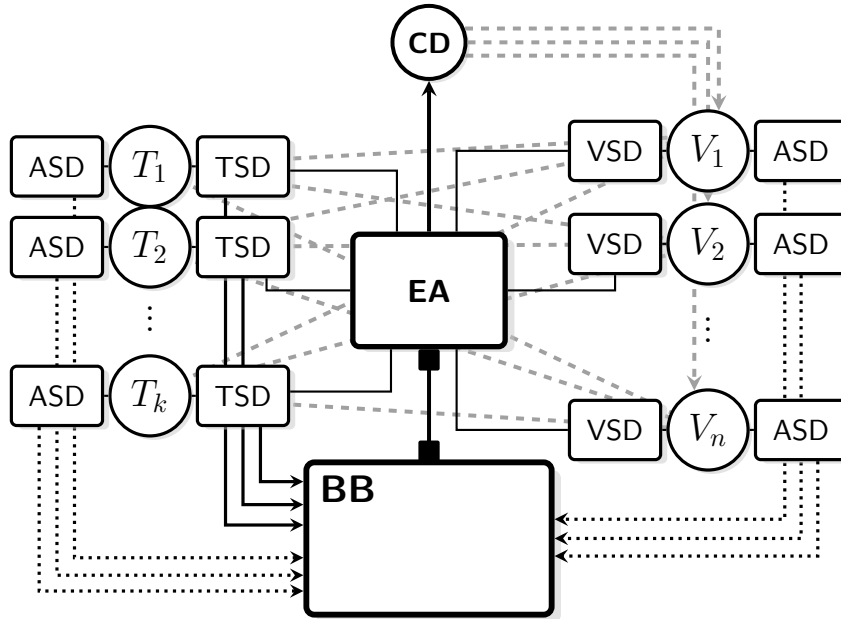 CD
ASD T₁ TSD VSD V₁ ASD
ASD T₂ TSD VSD V₂ ASD
EA
⋮ ⋮
ASD Tₖ TSD VSD Vₙ ASD
BB